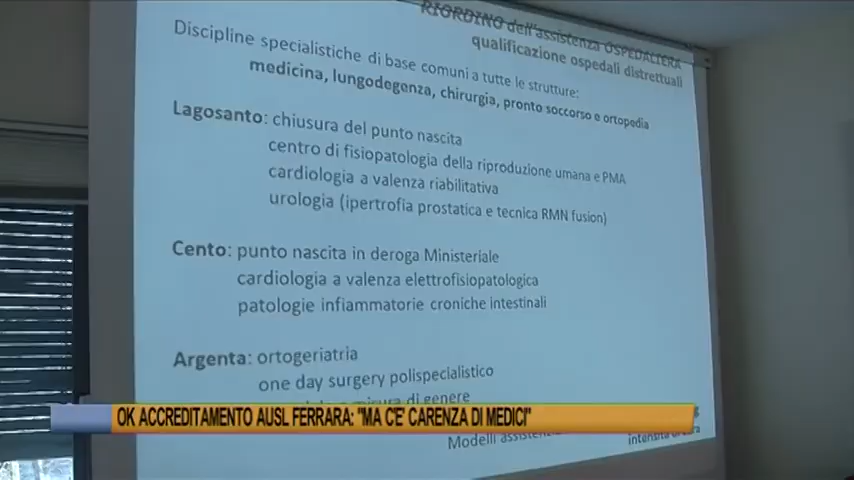 RIORDINO dell'assistenza OSPEDALIERA
qualificazione ospedali distrettuali
Discipline specialistiche di base comuni a tutte le strutture:
medicina, lungodegenza, chirurgia, pronto soccorso e ortopedia
Lagosanto: chiusura del punto nascita
centro di fisiopatologia della riproduzione umana e PMA
cardiologia a valenza riabilitativa
urologia (ipertrofia prostatica e tecnica RMN fusion)
Cento: punto nascita in deroga Ministeriale
cardiologia a valenza elettrofisiopatologica
patologie infiammatorie croniche intestinali
Argenta: ortogeriatria
one day surgery polispecialistico
misura di genere
OK ACCREDITAMENTO AUSL FERRARA: "MA C'E' CARENZA DI MEDICI"
Modelli